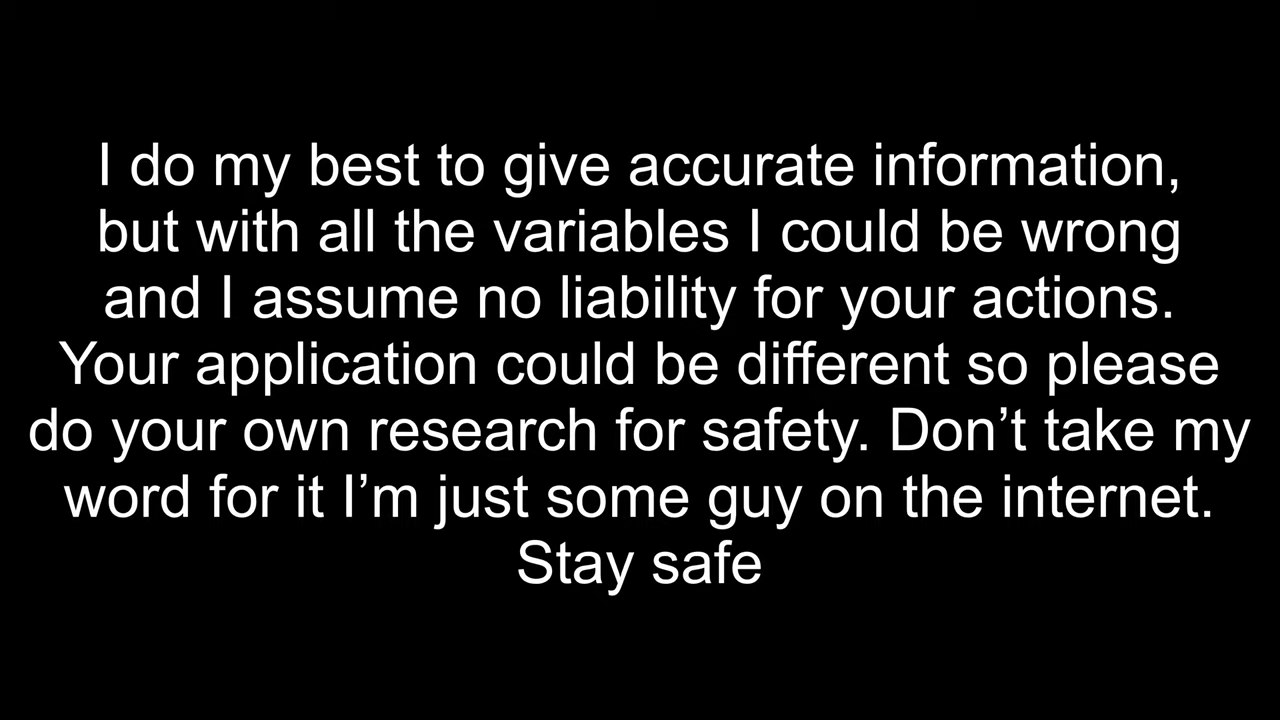 I do my best to give accurate information,
but with all the variables I could be wrong
and I assume no liability for your actions.
Your application could be different so please
do your own research for safety. Don’t take my
word for it I’m just some guy on the internet.
Stay safe